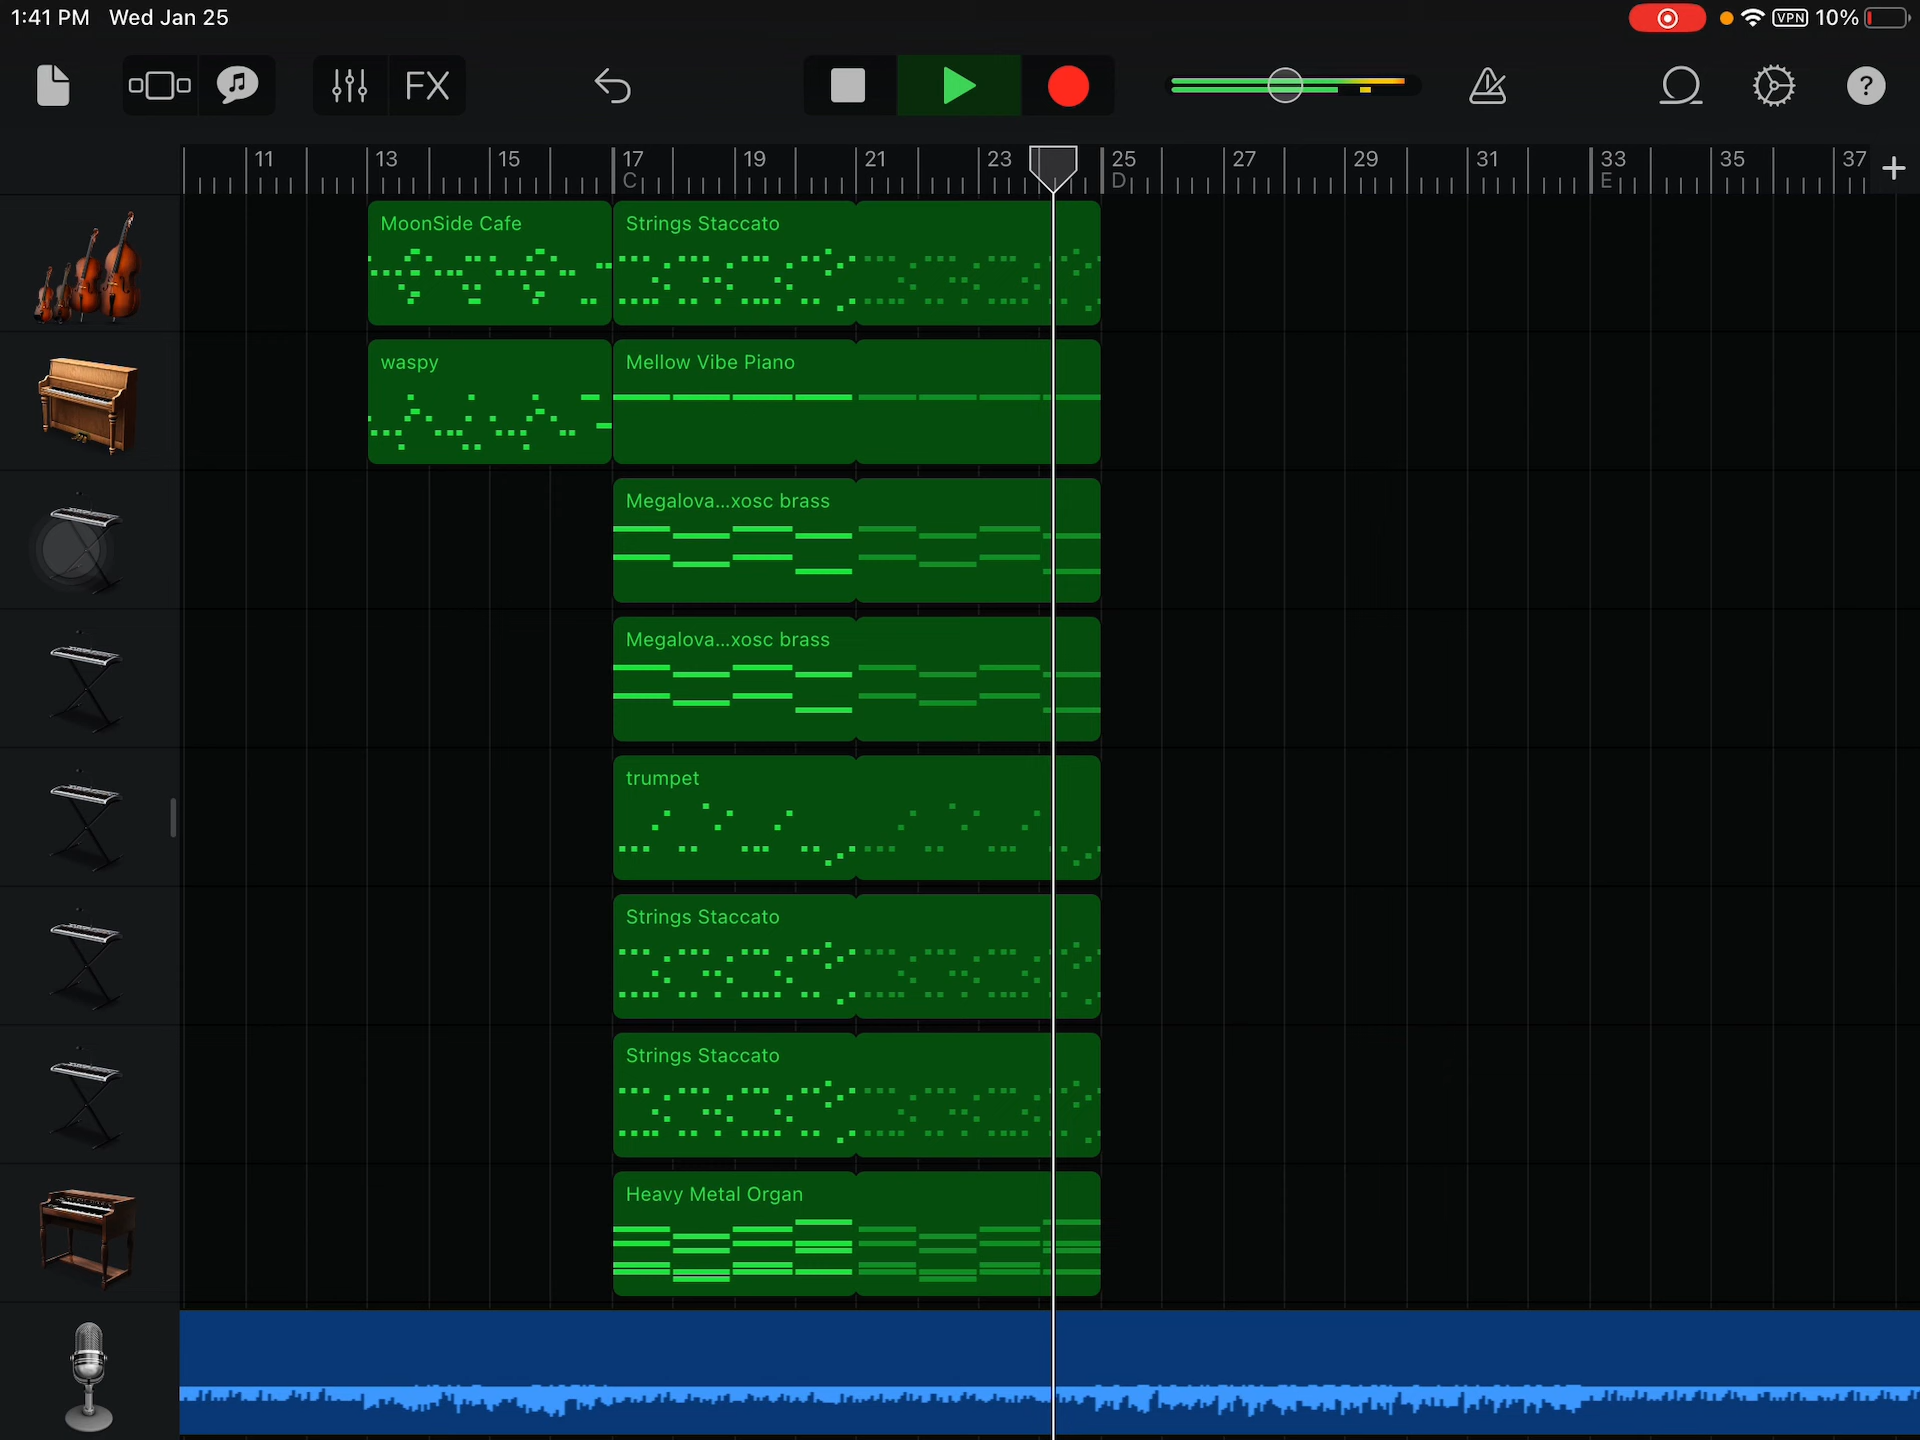 1:41 PM Wed Jan 25
VPN 10%
FX
?
11 13 15 17 19 21 23 25 27 29 31 33 35 37 +
C D E
MoonSide Cafe Strings Staccato
waspy Mellow Vibe Piano
Megalova...xosc brass
Megalova...xosc brass
trumpet
Strings Staccato
Strings Staccato
Heavy Metal Organ